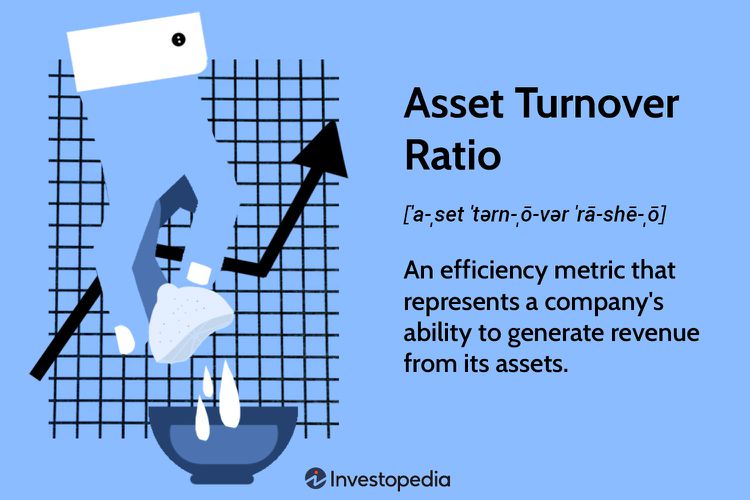 Asset Turnover
Ratio
[ˈa-ˌset ˈtərn-ˌō-vər ˈrā-shē-ˌō]
An efficiency metric that
represents a company's
ability to generate revenue
from its assets.
Investopedia